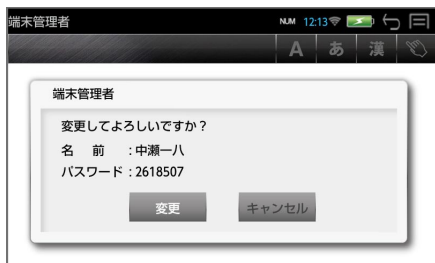 端末管理者 NUM 12:13
A あ 漢
端末管理者
変更してよろしいですか？
名　前　：中瀬一八
パスワード：2618507
変更 キャンセル